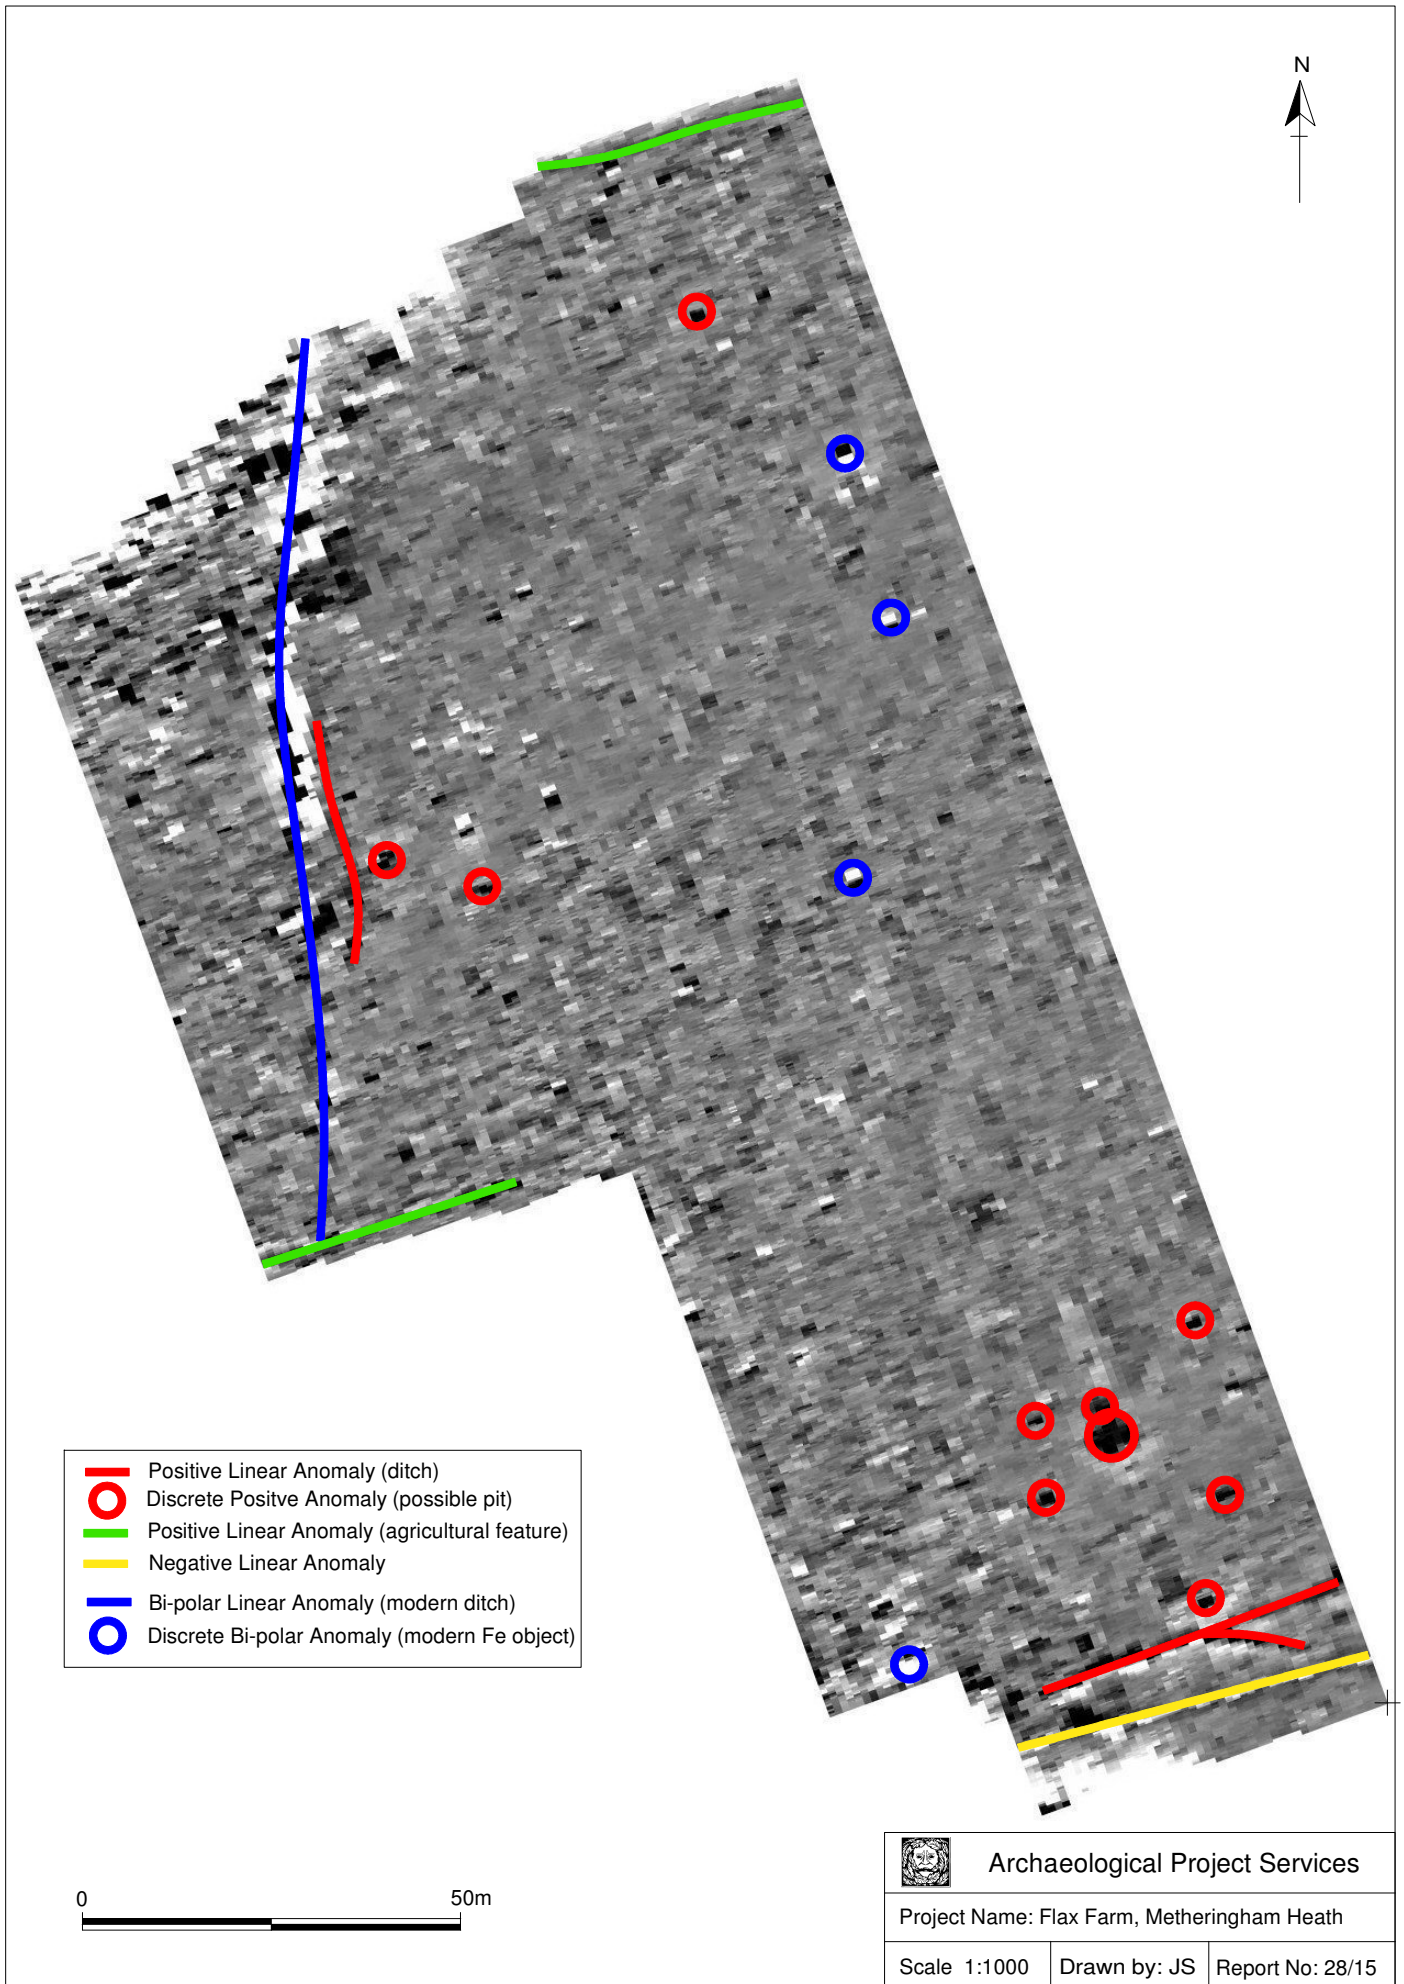 N
Positive Linear Anomaly (ditch)
Discrete Positve Anomaly (possible pit)
Positive Linear Anomaly (agricultural feature)
Negative Linear Anomaly
Bi-polar Linear Anomaly (modern ditch)
Discrete Bi-polar Anomaly (modern Fe object)
0 50m
Archaeological Project Services
Project Name: Flax Farm, Metheringham Heath
Scale 1:1000 Drawn by: JS Report No: 28/15